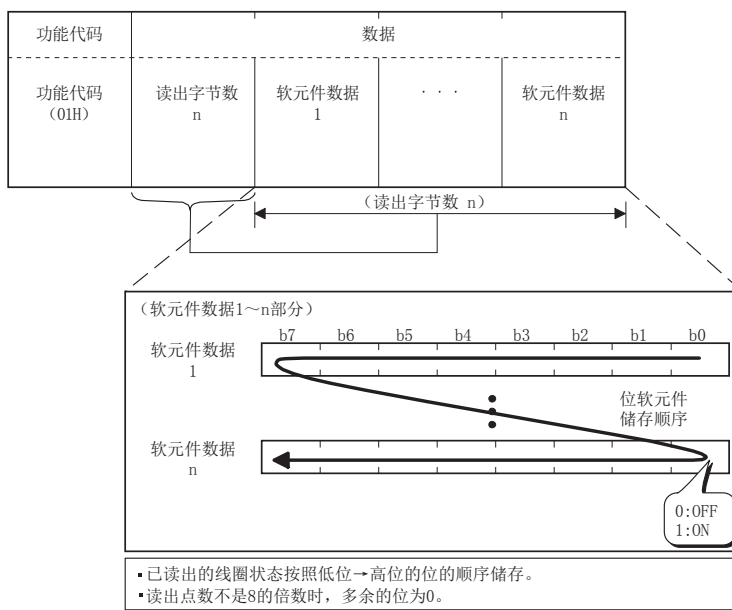 功能代码 数据
功能代码 读出字节数 软元件数据 · · · 软元件数据
（01H） n 1 n
（读出字节数 n）
（软元件数据1～n部分）
b7 b6 b5 b4 b3 b2 b1 b0
软元件数据
1
位软元件
储存顺序
软元件数据
n
0:OFF
1:ON
▪已读出的线圈状态按照低位→高位的位的顺序储存。
▪读出点数不是8的倍数时，多余的位为0。